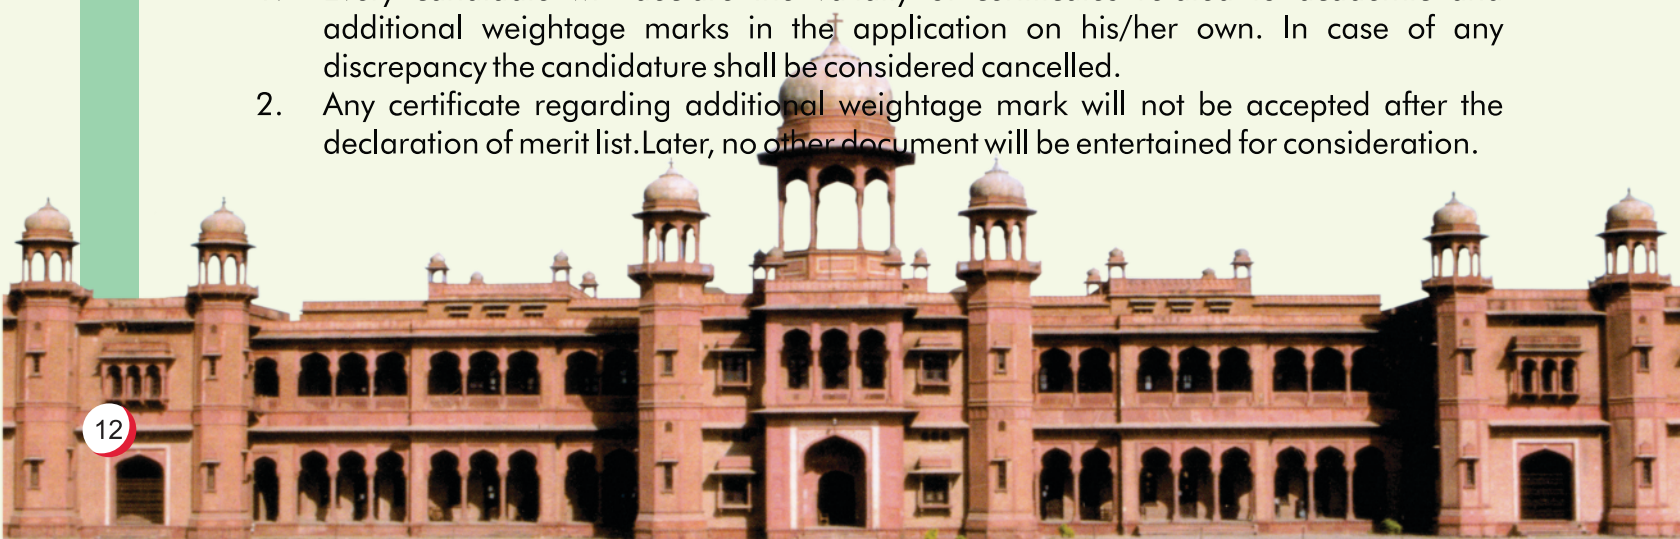 additional weightage marks in the application on his/her own. In case of any
discrepancy the candidature shall be considered cancelled.
2. Any certificate regarding additional weightage mark will not be accepted after the
declaration of merit list.Later, no other document will be entertained for consideration.
12